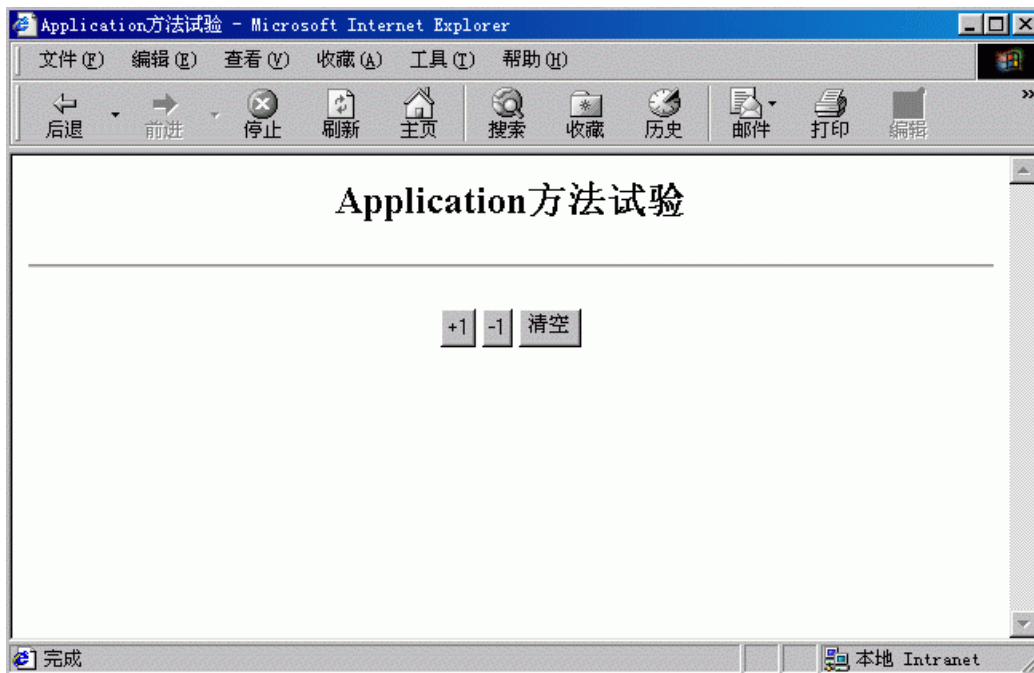 Application方法试验 - Microsoft Internet Explorer
文件(F) 编辑(E) 查看(V) 收藏(A) 工具(T) 帮助(H)
后退 前进 停止 刷新 主页 搜索 收藏 历史 邮件 打印 编辑
Application方法试验
+1 -1 清空
完成 本地 Intranet